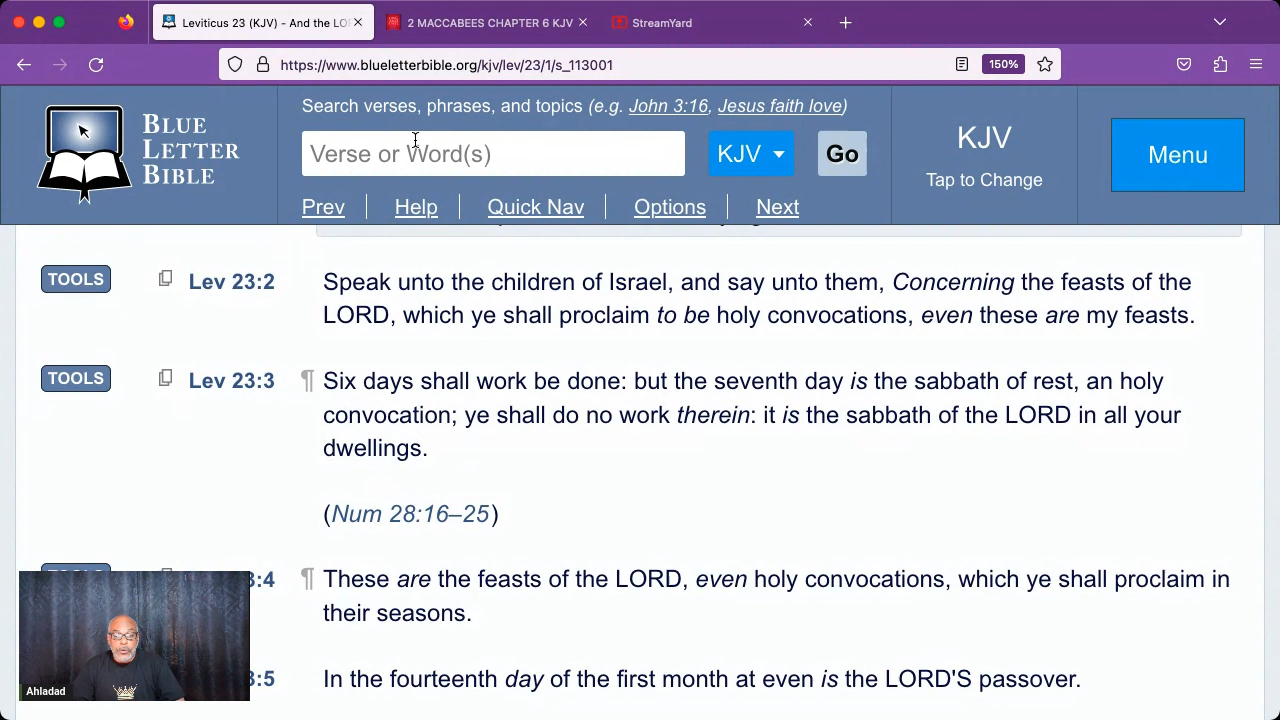 Leviticus 23 (KJV) - And the LO
2 MACCABEES CHAPTER 6 KJV
StreamYard
https://www.blueletterbible.org/kjv/lev/23/1/s_113001
150%
Search verses, phrases, and topics (e.g. John 3:16, Jesus faith love)
BLUE
LETTER
BIBLE
Verse or Word(s)
KJV
Go
KJV
Tap to Change
Menu
Prev
Help
Quick Nav
Options
Next
TOOLS
Lev 23:2
Speak unto the children of Israel, and say unto them, Concerning the feasts of the
LORD, which ye shall proclaim to be holy convocations, even these are my feasts.
TOOLS
Lev 23:3
¶ Six days shall work be done: but the seventh day is the sabbath of rest, an holy
convocation; ye shall do no work therein: it is the sabbath of the LORD in all your
dwellings.
(Num 28:16–25)
3:4
¶ These are the feasts of the LORD, even holy convocations, which ye shall proclaim in
their seasons.
:5
In the fourteenth day of the first month at even is the LORD'S passover.
Ahladad